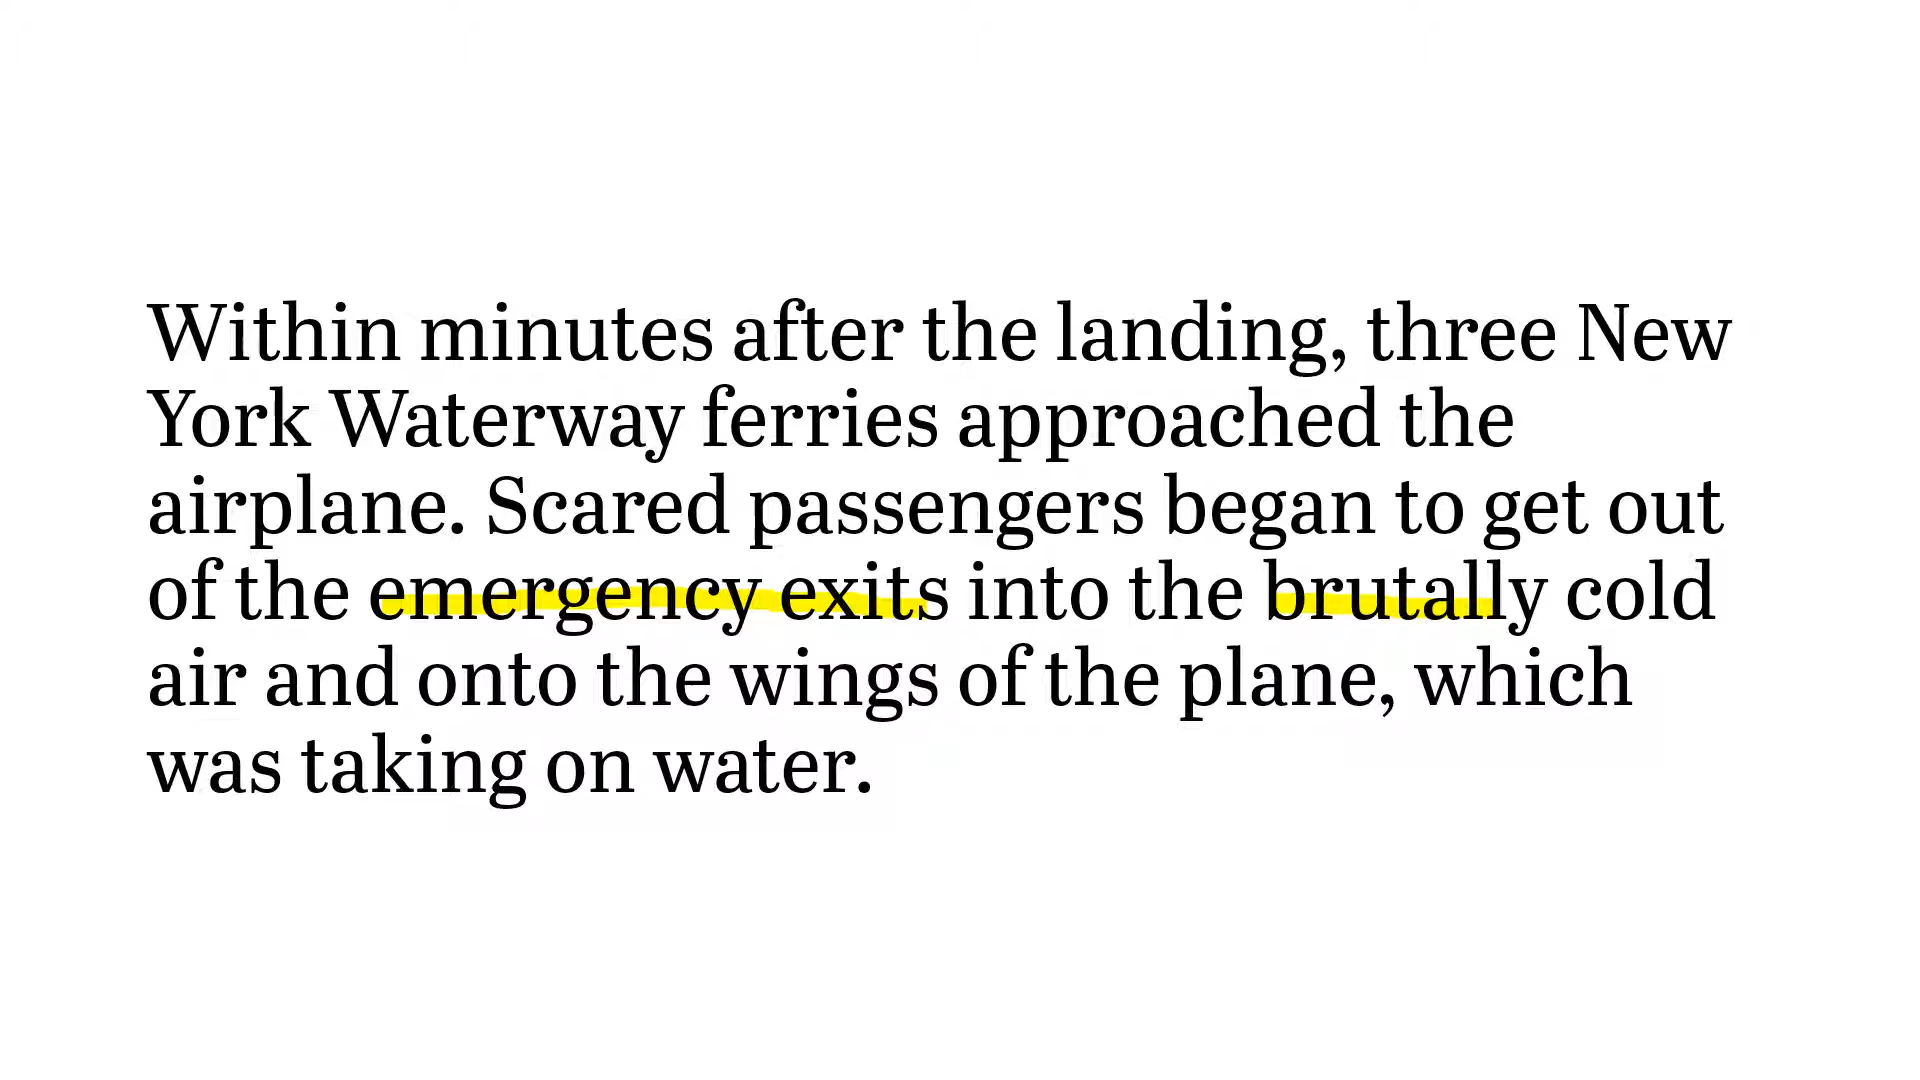 Within minutes after the landing, three New
York Waterway ferries approached the
airplane. Scared passengers began to get out
of the emergency exits into the brutally cold
air and onto the wings of the plane, which
was taking on water.